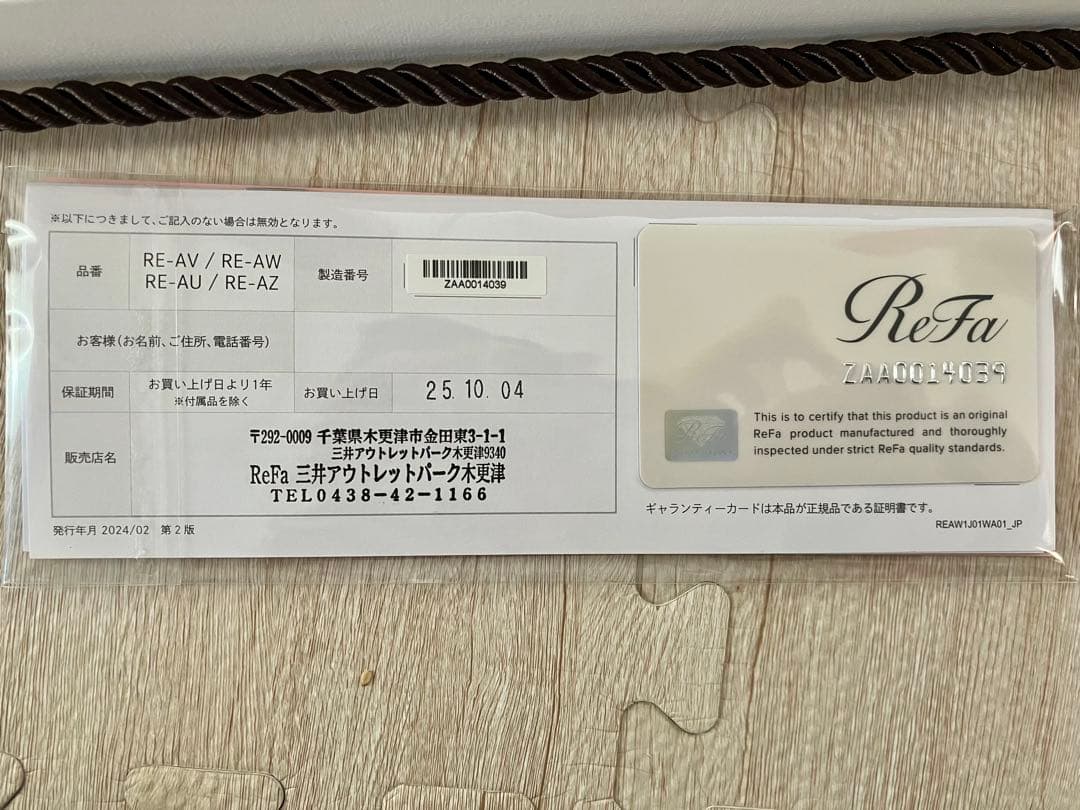 ※以下につきまして、ご記入のない場合は無効となります。
品番
RE-AV / RE-AW
RE-AU / RE-AZ
製造番号
ZAA0014039
お客様(お名前、ご住所、電話番号)
保証期間
お買い上げ日より1年
※付属品を除く
お買い上げ日
25. 10. 04
販売店名
〒292-0009 千葉県木更津市金田東3-1-1
三井アウトレットパーク木更津9340
ReFa 三井アウトレットパーク木更津
TEL0438-42-1166
発行年月 2024/02 第2版
ReFa
ZAA0014039
This is to certify that this product is an original
ReFa product manufactured and thoroughly
inspected under strict ReFa quality standards.
ギャランティーカードは本品が正規品である証明書です。
REAW1J01WA01_JP